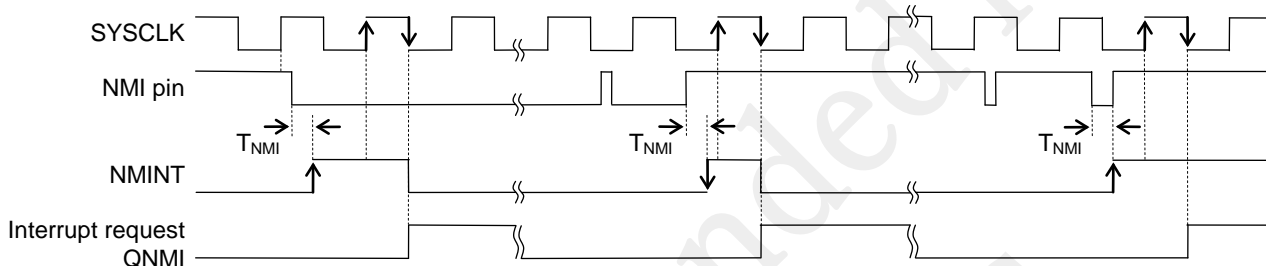 SYSCLK
NMI pin
TNMI TNMI TNMI
NMINT
Interrupt request
QNMI